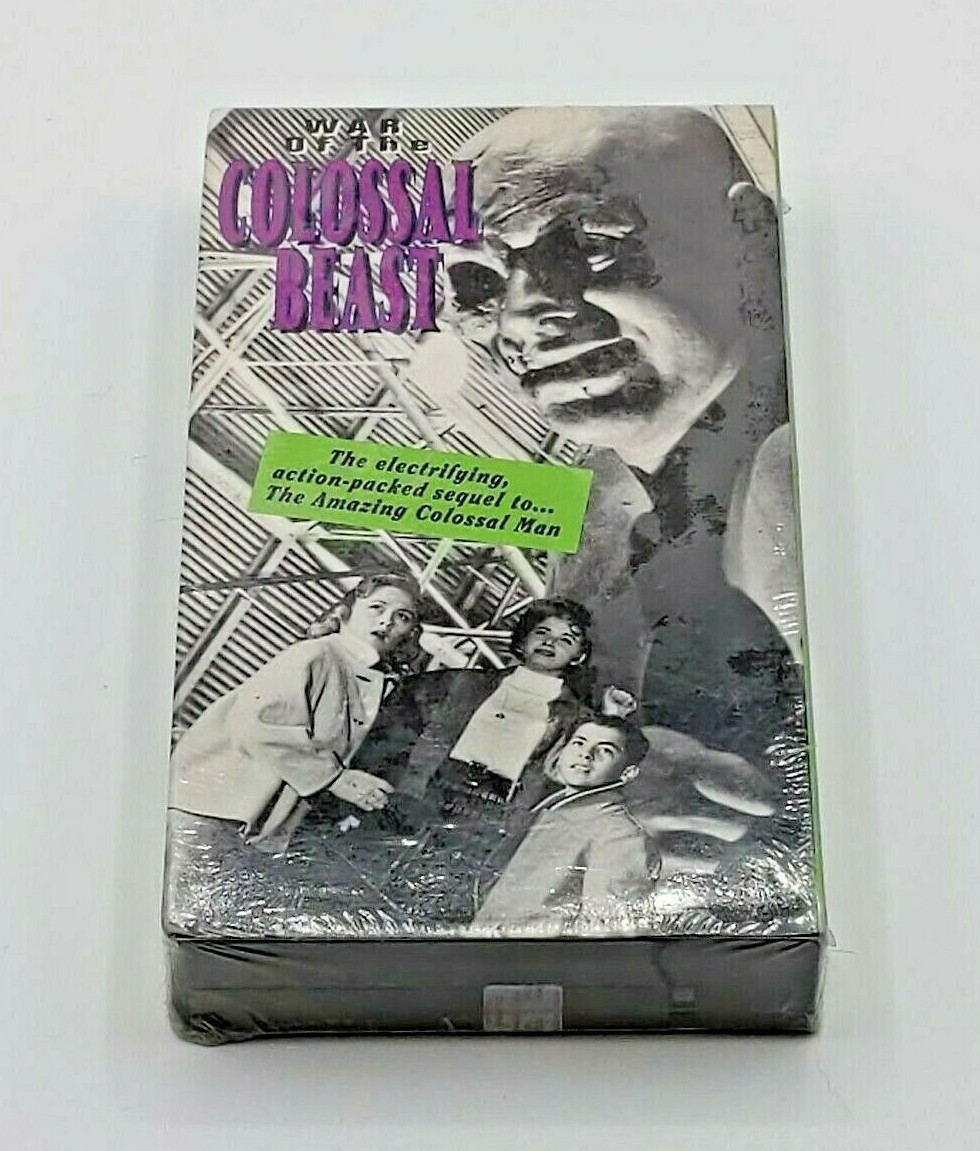 WAR
OF The
COLOSSAL
BEAST
The electrifying,
action-packed sequel to...
The Amazing Colossal Man